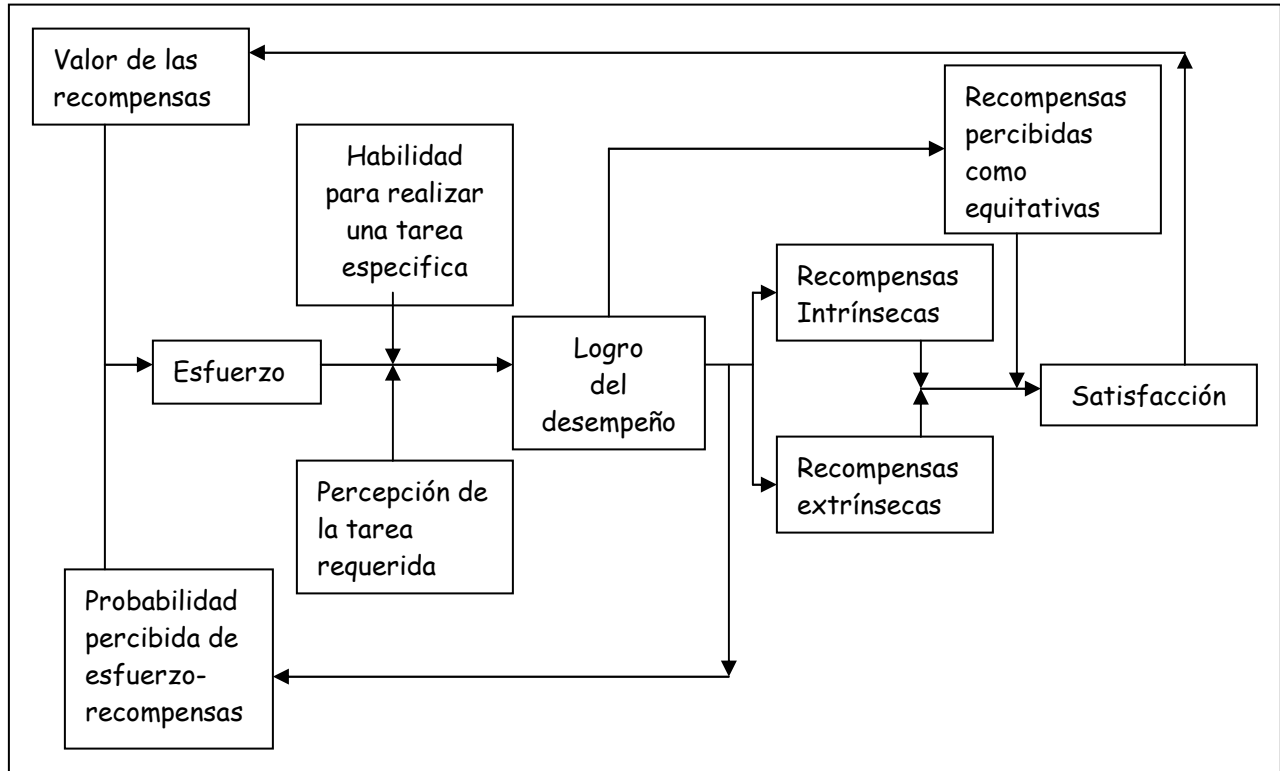 Valor de las
recompensas
Recompensas
percibidas
como
equitativas
Habilidad
para realizar
una tarea
especifica
Recompensas
Intrínsecas
Logro
del
desempeño
Esfuerzo
Satisfacción
Recompensas
extrínsecas
Percepción de
la tarea
requerida
Probabilidad
percibida de
esfuerzo-
recompensas